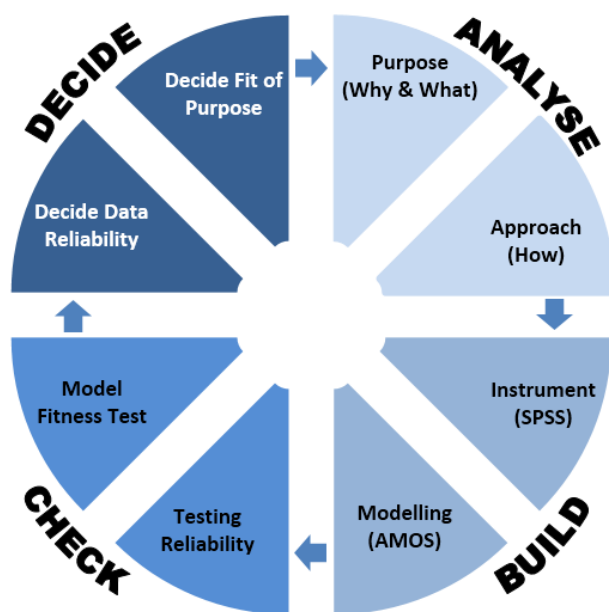 ANALYSE
Purpose
(Why & What)
Approach
(How)
BUILD
Instrument
(SPSS)
Modelling
(AMOS)
CHECK
Testing
Reliability
Model
Fitness Test
DECIDE
Decide Data
Reliability
Decide Fit of
Purpose